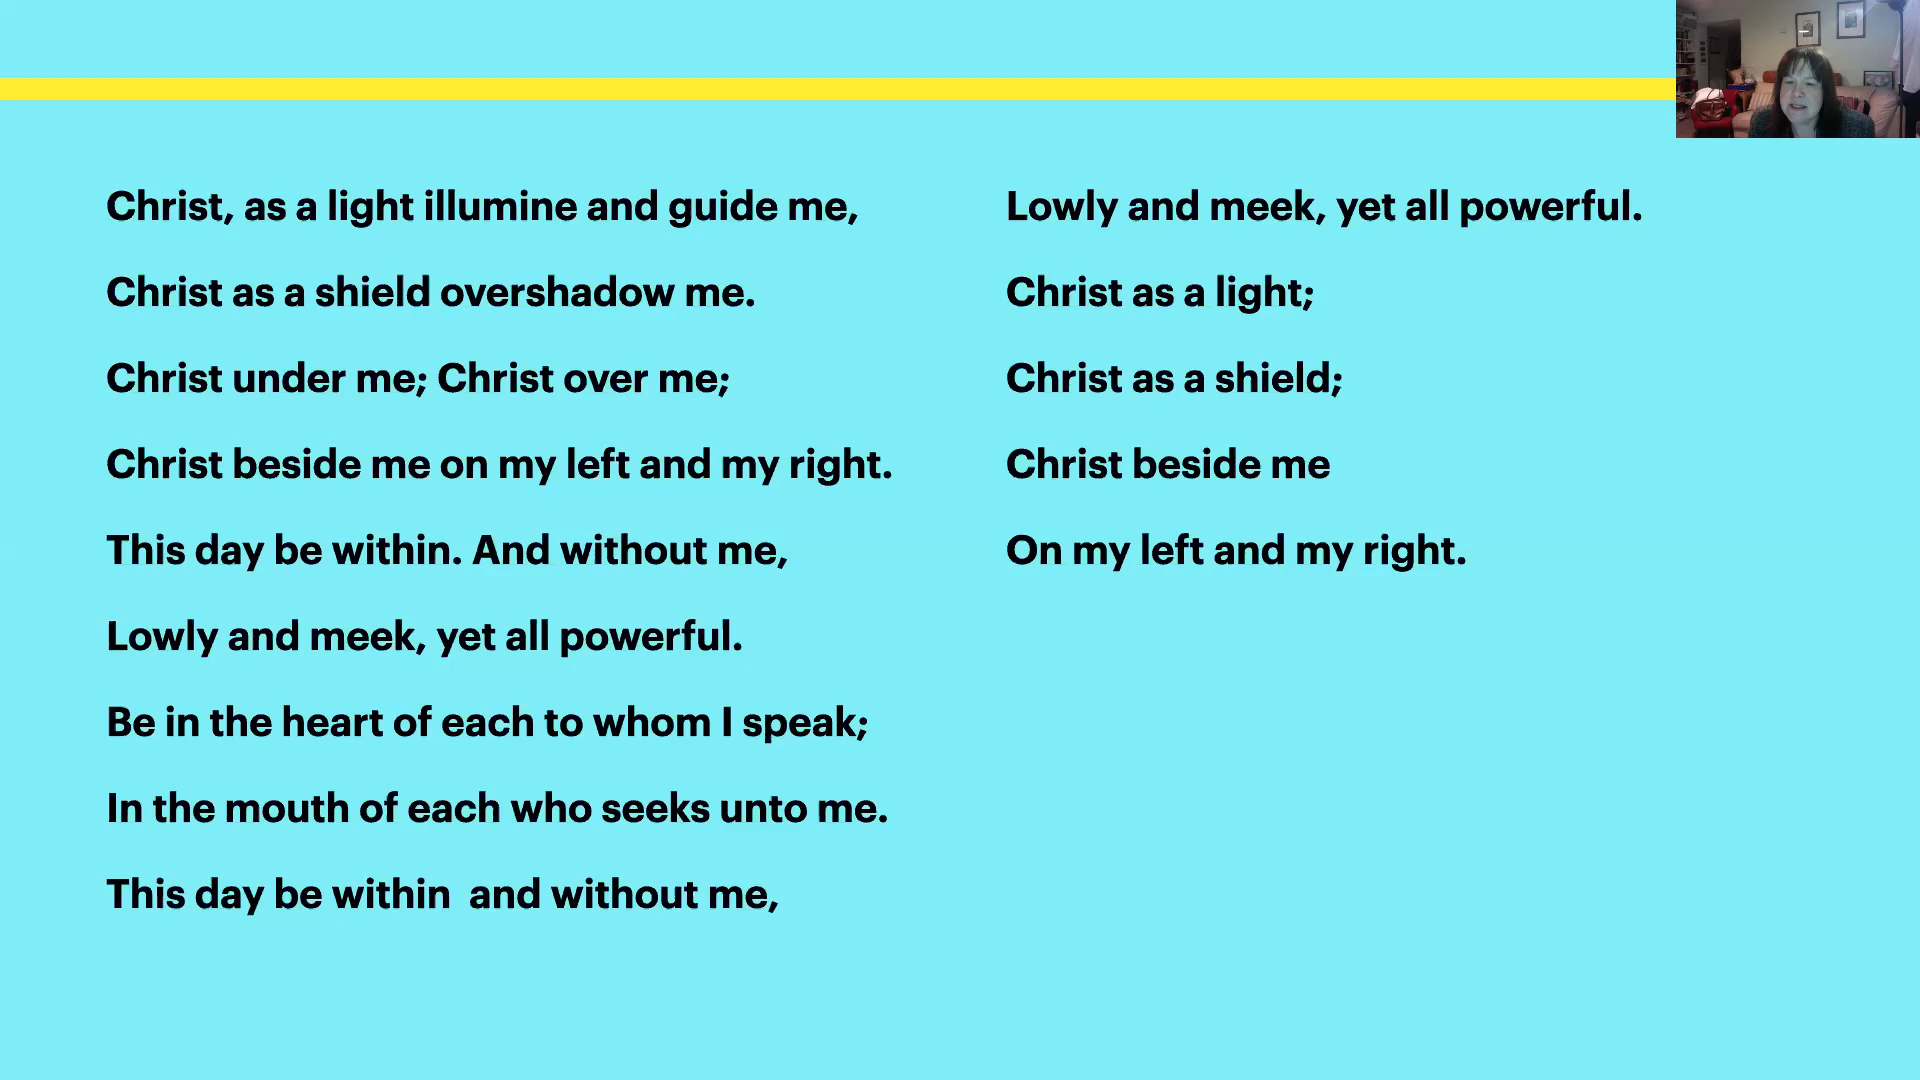 Christ, as a light illumine and guide me,
Christ as a shield overshadow me.
Christ under me; Christ over me;
Christ beside me on my left and my right.
This day be within. And without me,
Lowly and meek, yet all powerful.
Be in the heart of each to whom I speak;
In the mouth of each who seeks unto me.
This day be within  and without me,
Lowly and meek, yet all powerful.
Christ as a light;
Christ as a shield;
Christ beside me
On my left and my right.